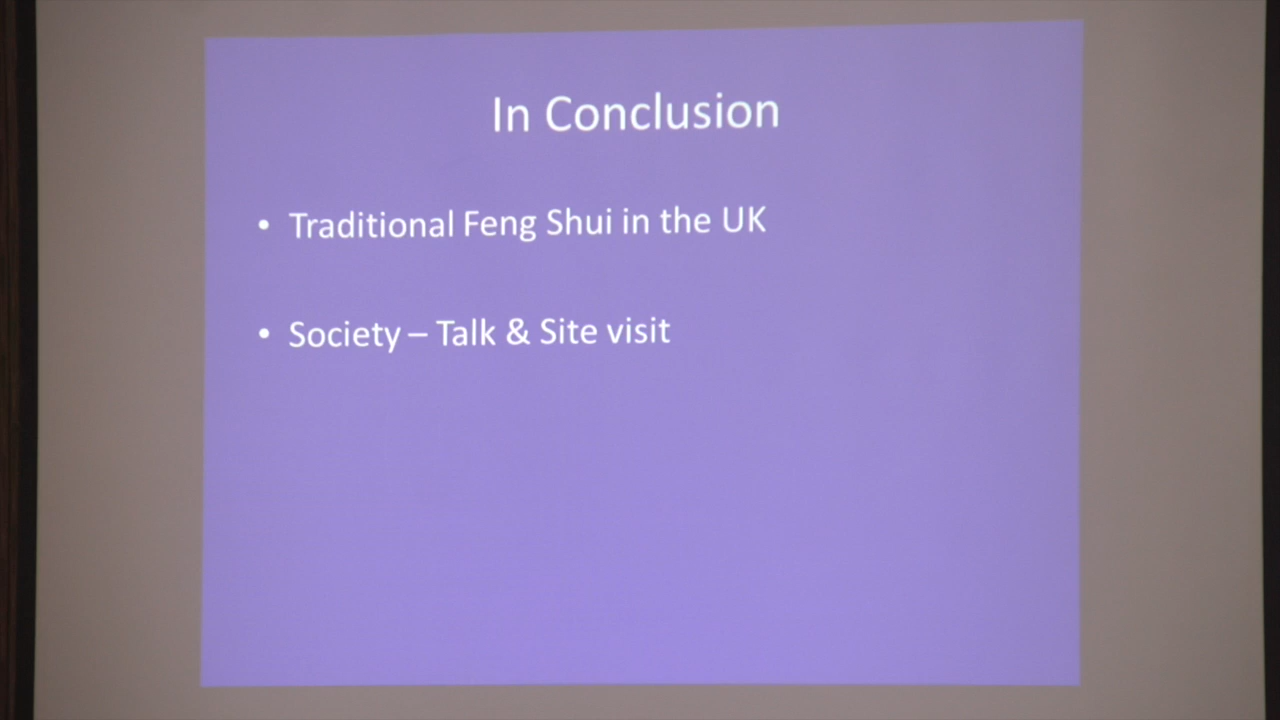 In Conclusion
• Traditional Feng Shui in the UK
• Society – Talk & Site visit